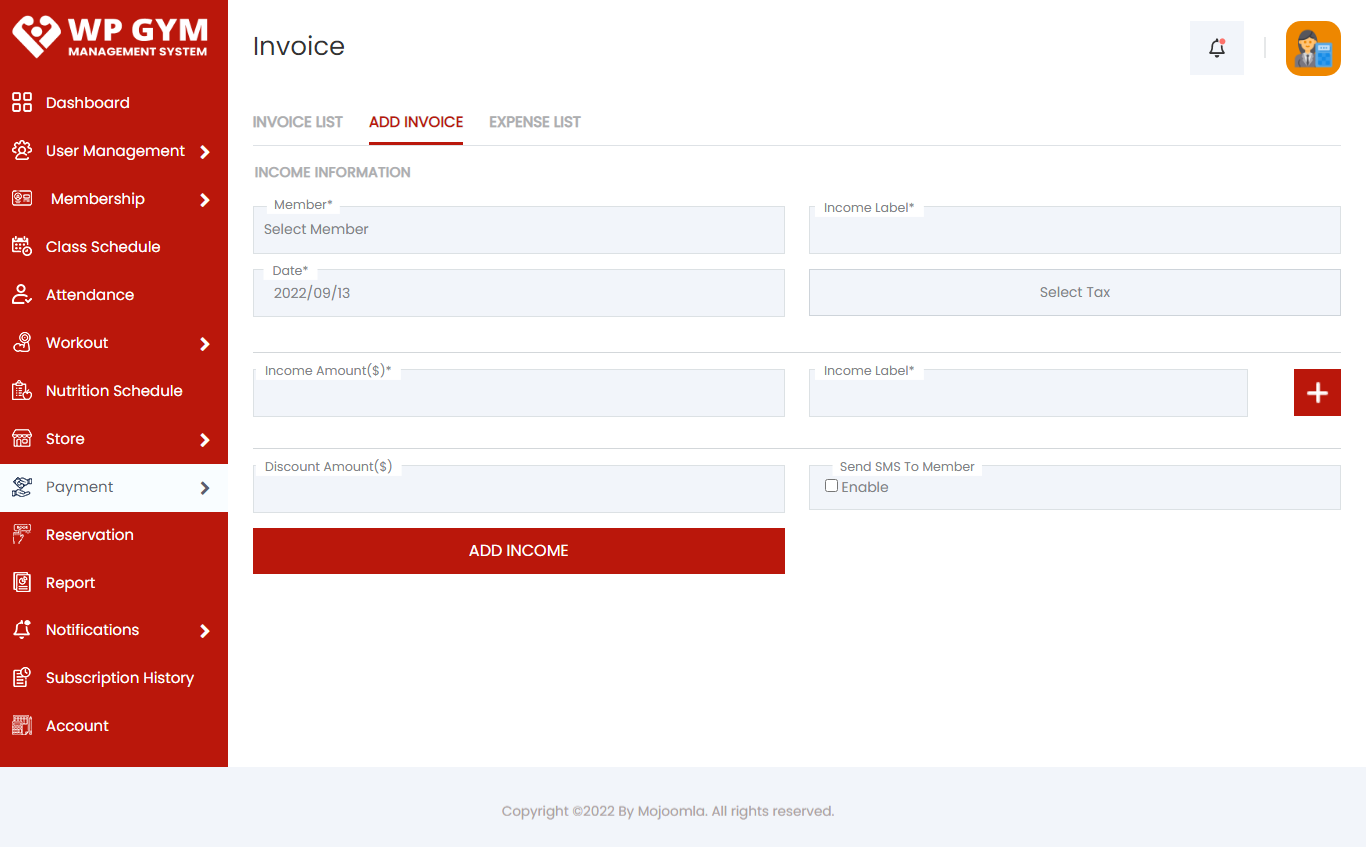 WP GYM
MANAGEMENT SYSTEM
Dashboard
User Management
Membership
Class Schedule
Attendance
Workout
Nutrition Schedule
Store
Payment
Reservation
Report
Notifications
Subscription History
Account
Invoice
INVOICE LIST ADD INVOICE EXPENSE LIST
INCOME INFORMATION
Member* Income Label*
Select Member
Date*
2022/09/13 Select Tax
Income Amount($)* Income Label*
Discount Amount($) Send SMS To Member
Enable
ADD INCOME
Copyright ©2022 By Mojoomla. All rights reserved.